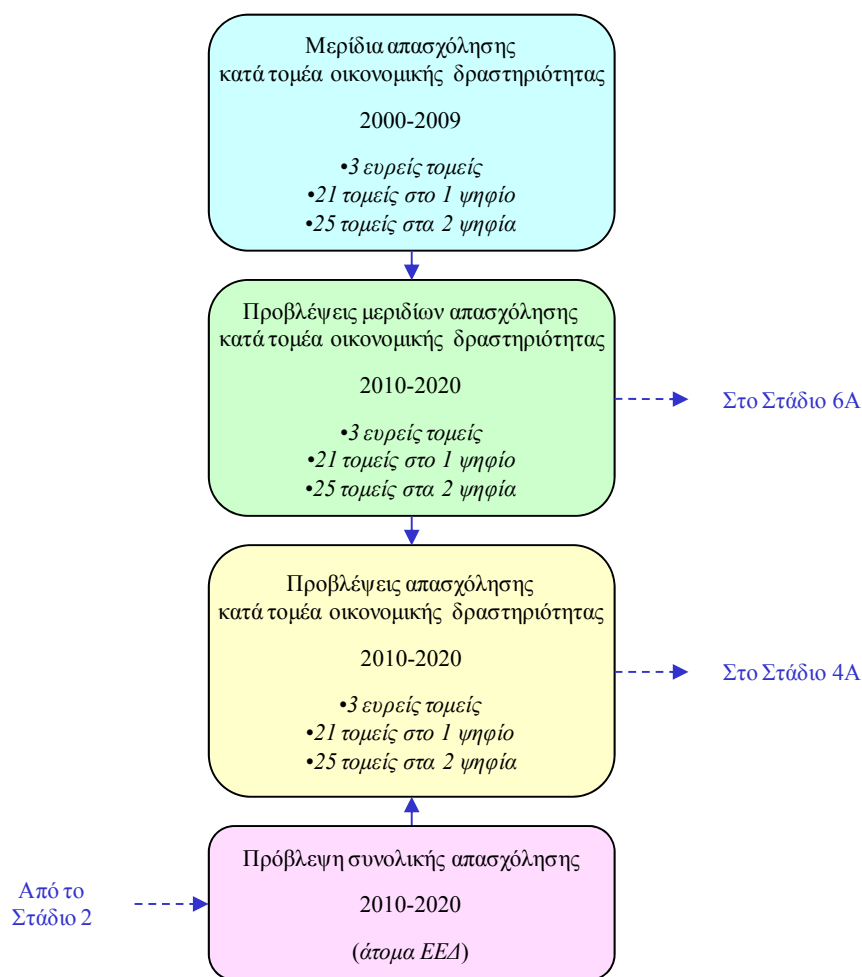 Μερίδια απασχόλησης
κατά τομέα οικονομικής δραστηριότητας
2000-2009
•3 ευρείς τομείς
•21 τομείς στο 1 ψηφίο
•25 τομείς στα 2 ψηφία
Προβλέψεις μεριδίων απασχόλησης
κατά τομέα οικονομικής δραστηριότητας
2010-2020
•3 ευρείς τομείς
•21 τομείς στο 1 ψηφίο
•25 τομείς στα 2 ψηφία
Στο Στάδιο 6Α
Προβλέψεις απασχόλησης
κατά τομέα οικονομικής δραστηριότητας
2010-2020
•3 ευρείς τομείς
•21 τομείς στο 1 ψηφίο
•25 τομείς στα 2 ψηφία
Στο Στάδιο 4Α
Πρόβλεψη συνολικής απασχόλησης
2010-2020
(άτομα ΕΕΔ)
Από το
Στάδιο 2